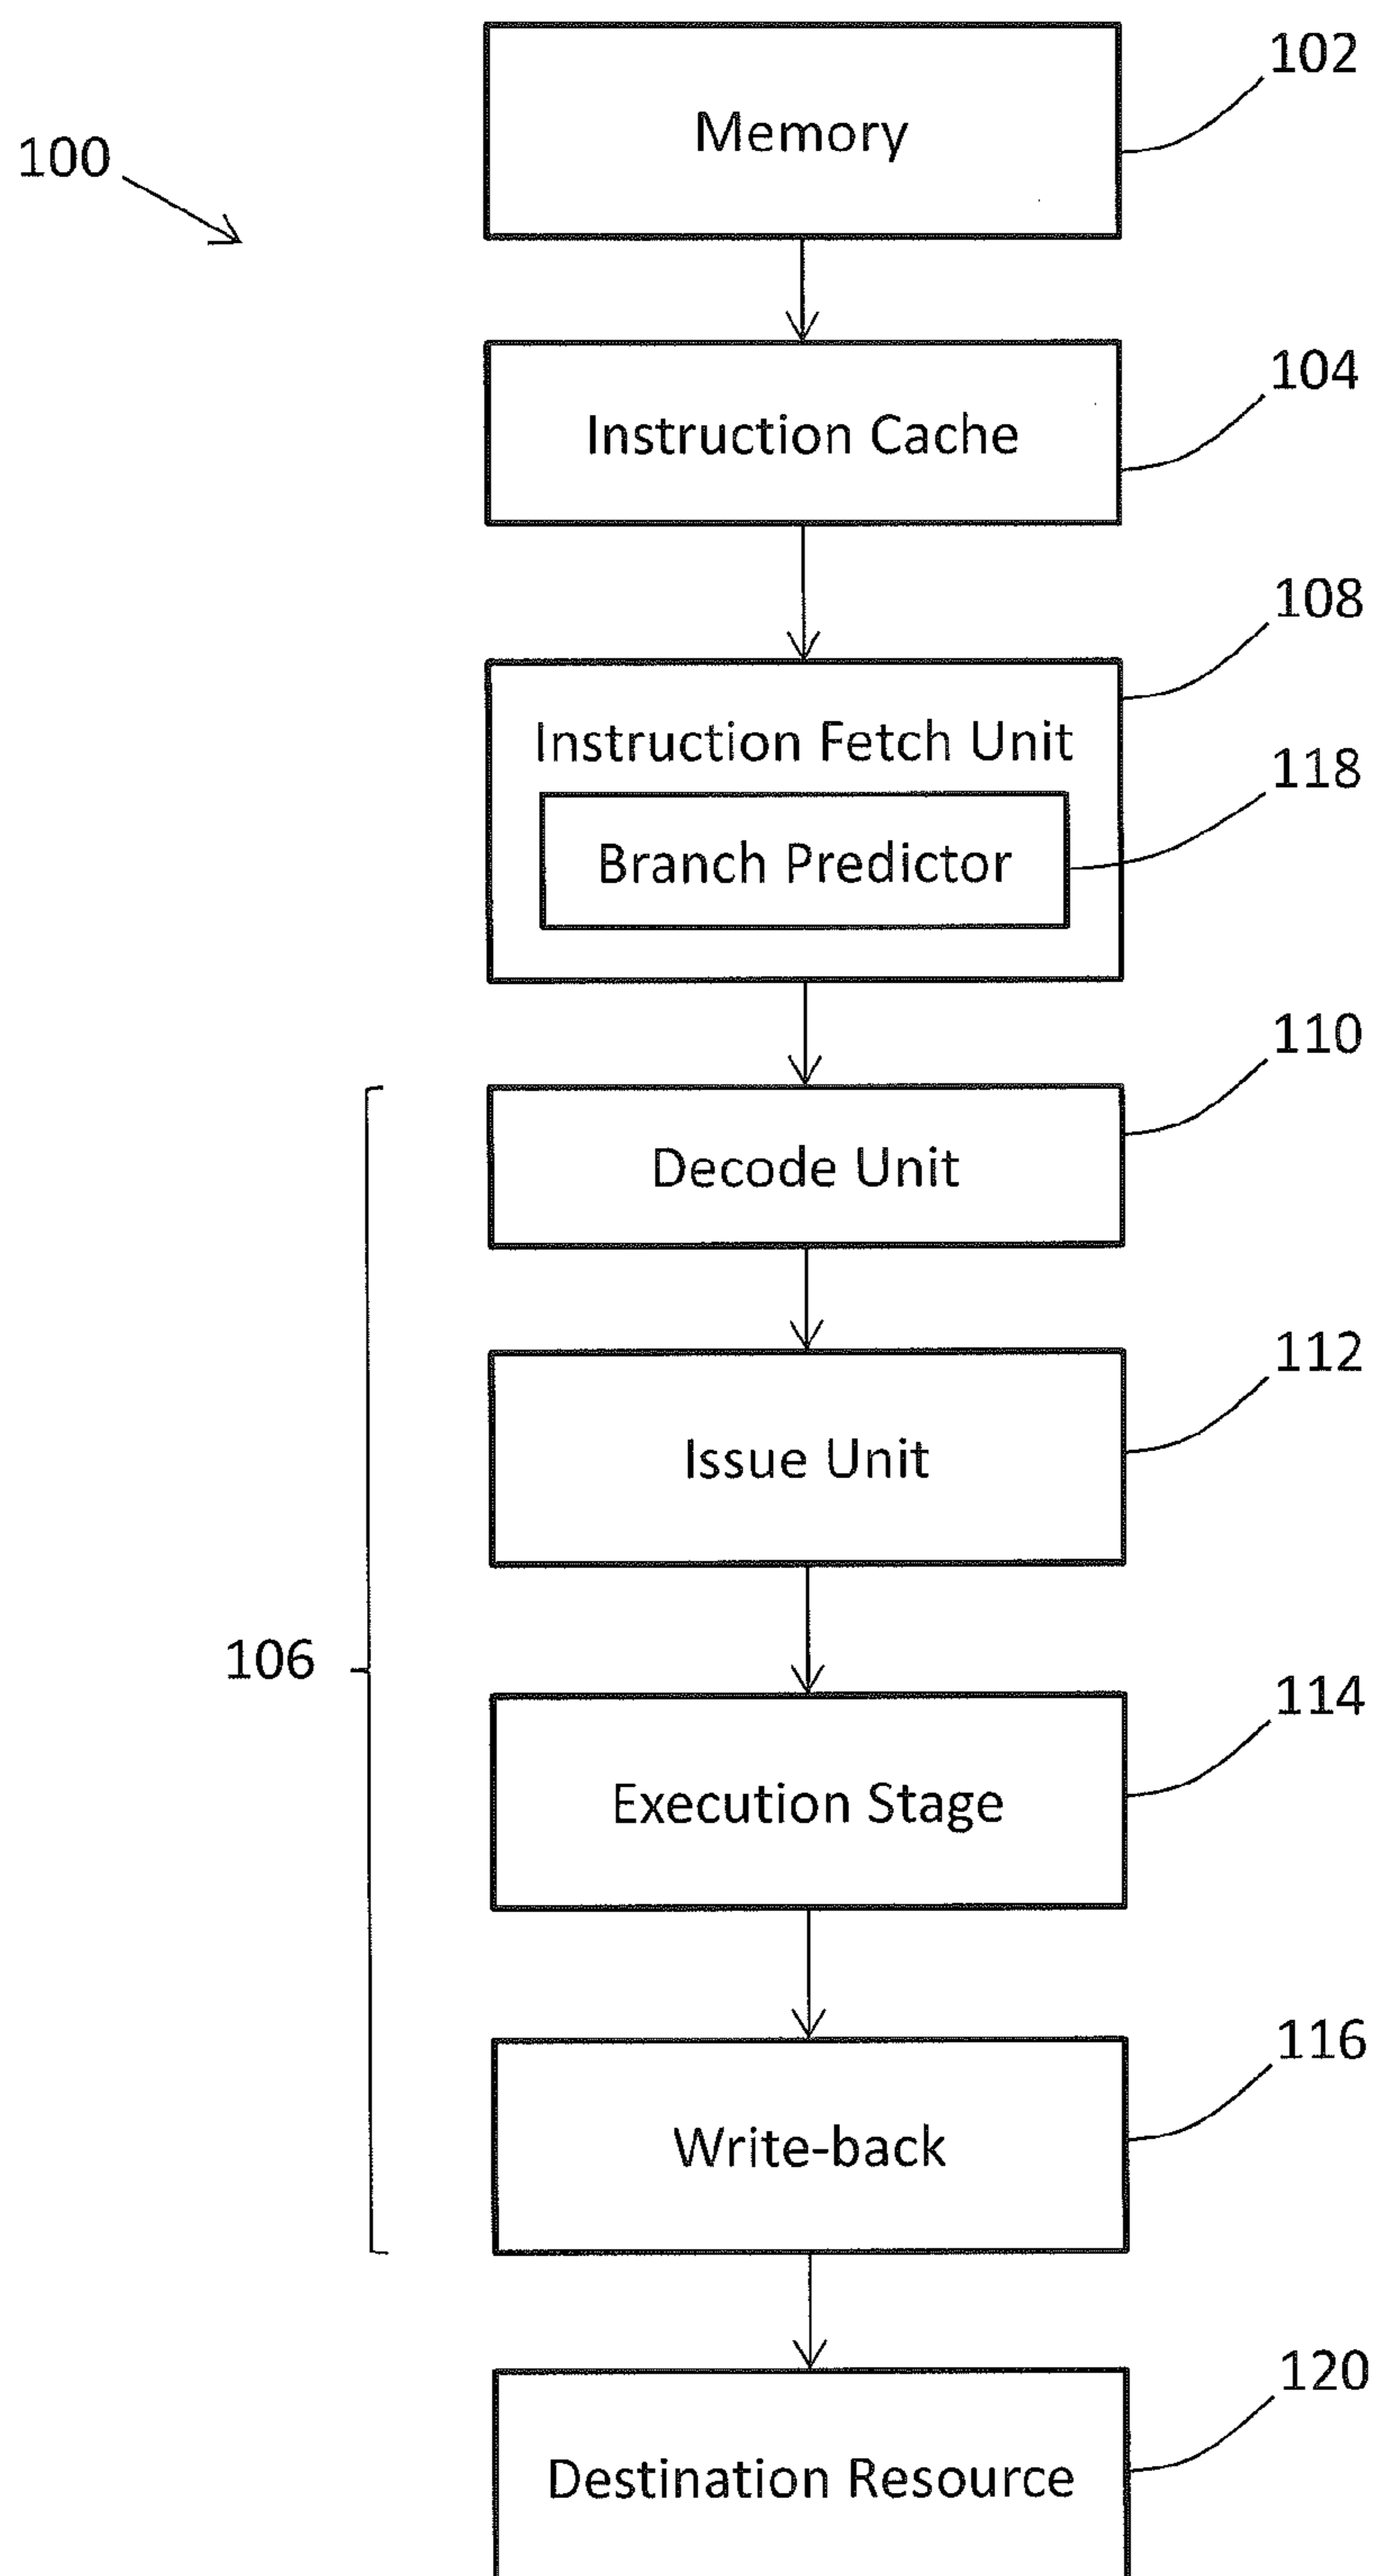 102
Memory
100
104
Instruction Cache
108
Instruction Fetch Unit
118
Branch Predictor
110
Decode Unit
112
Issue Unit
106
114
Execution Stage
116
Write-back
120
Destination Resource